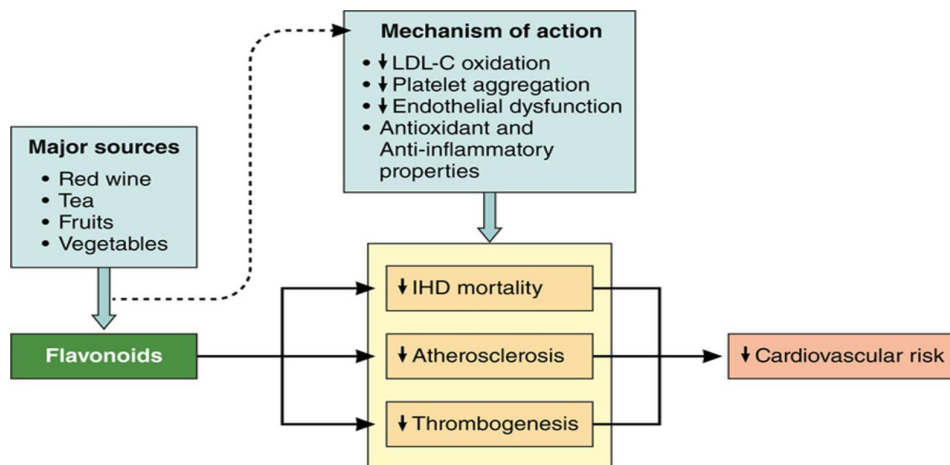 Mechanism of action
• ↓ LDL-C oxidation
• ↓ Platelet aggregation
• ↓ Endothelial dysfunction
• Antioxidant and
Anti-inflammatory
properties
Major sources
• Red wine
• Tea
• Fruits
• Vegetables
Flavonoids
↓ IHD mortality
↓ Atherosclerosis
↓ Thrombogenesis
↓ Cardiovascular risk